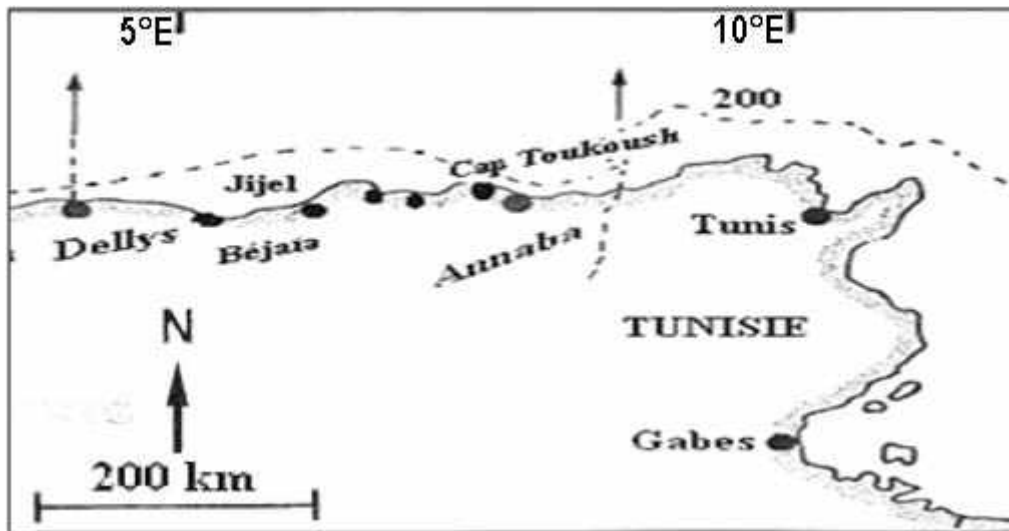 5°E
10°E
200
Cap Toukoush
Jijel
Dellys
Béjaia
Annaba
Tunis
TUNISIE
N
Gabes
200 km